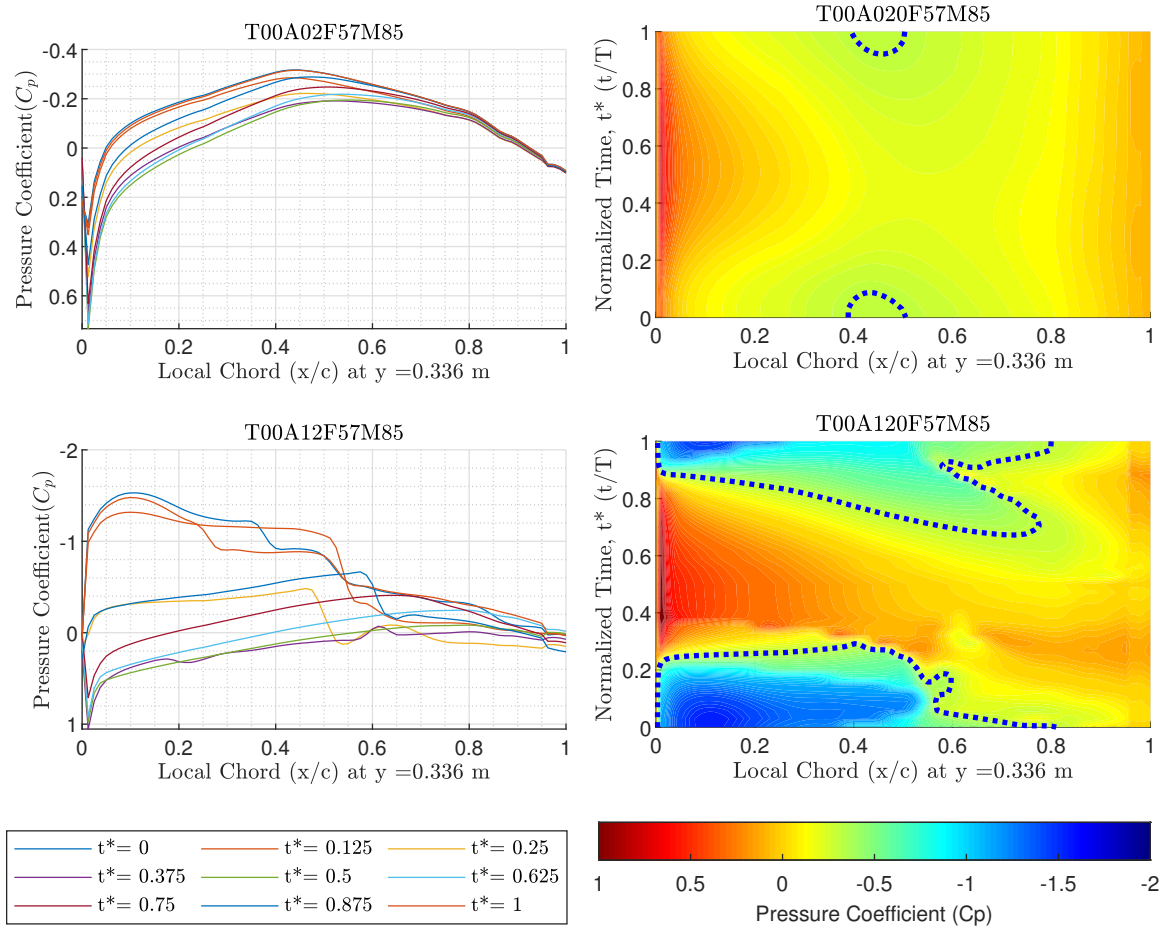 T00A02F57M85
-0.4
-0.2
0
0.2
0.4
0.6
Pressure Coefficient(Cₚ)
0 0.2 0.4 0.6 0.8 1
Local Chord (x/c) at y =0.336 m
T00A020F57M85
1
0.8
0.6
0.4
0.2
0
Normalized Time, t* (t/T)
0 0.2 0.4 0.6 0.8 1
Local Chord (x/c) at y =0.336 m
T00A12F57M85
-2
-1
0
1
Pressure Coefficient(Cₚ)
0 0.2 0.4 0.6 0.8 1
Local Chord (x/c) at y =0.336 m
T00A120F57M85
1
0.8
0.6
0.4
0.2
0
Normalized Time, t* (t/T)
0 0.2 0.4 0.6 0.8 1
Local Chord (x/c) at y =0.336 m
t*= 0 t*= 0.125 t*= 0.25
t*= 0.375 t*= 0.5 t*= 0.625
t*= 0.75 t*= 0.875 t*= 1
1 0.5 0 -0.5 -1 -1.5 -2
Pressure Coefficient (Cp)